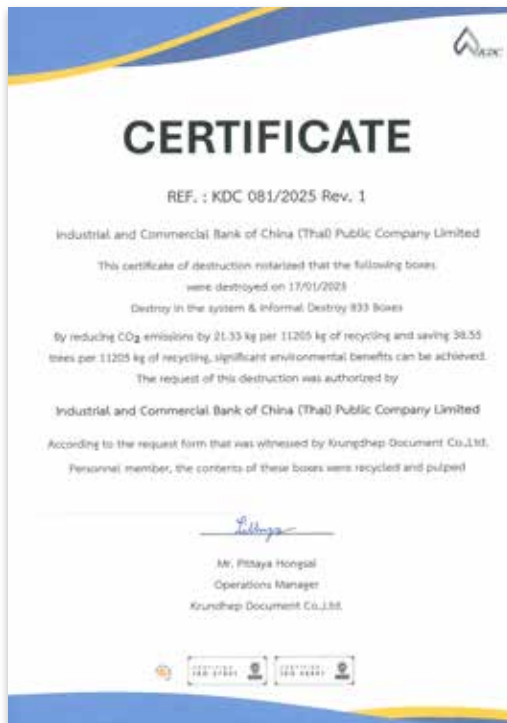 KDC
CERTIFICATE
REF. : KDC 081/2025 Rev. 1
Industrial and Commercial Bank of China (Thai) Public Company Limited
This certificate of destruction notarized that the following boxes
were destroyed on 17/01/2025
Destroy in the system & Informal Destroy 833 Boxes
By reducing CO2 emissions by 21.33 kg per 11205 kg of recycling and saving 38.55
trees per 11205 kg of recycling, significant environmental benefits can be achieved.
The request of this destruction was authorized by
Industrial and Commercial Bank of China (Thai) Public Company Limited
According to the request form that was witnessed by Krungdhep Document Co.,Ltd.
Personnel member, the contents of these boxes were recycled and pulped
Mr. Pittaya Hongsai
Operations Manager
Krundhep Document Co.,Ltd.